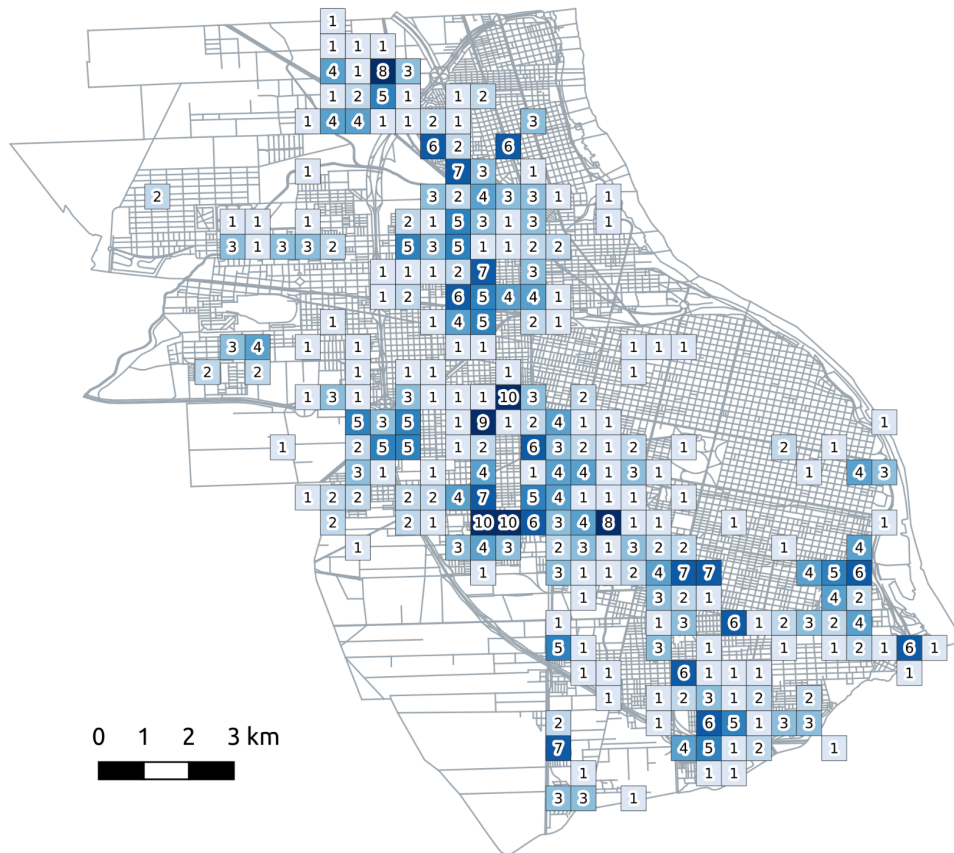 1
1 1 1
4 1 8 3
1 2 5 1 1 2
1 4 4 1 1 2 1 3
6 2 6
1 7 3 1
2 3 2 4 3 3 1 1
1 1 1 2 1 5 3 1 3 1
3 1 3 3 2 5 3 5 1 1 2 2
1 1 1 2 7 3
1 2 6 5 4 4 1
1 1 4 5 2 1
3 4 1 1 1 1 1 1 1
2 2 1 1 1 1 1
1 3 1 3 1 1 1 10 3 2
5 3 5 1 9 1 2 4 1 1 1
1 2 5 5 1 2 6 3 2 1 2 1 2 1
3 1 1 4 1 4 4 1 3 1 1 4 3
1 2 2 2 2 4 7 5 4 1 1 1 1
2 2 1 10 10 6 3 4 8 1 1 1 1
1 3 4 3 2 3 1 3 2 2 1 4
1 3 1 1 2 4 7 7 4 5 6
1 3 2 1 4 2
1 1 3 6 1 2 3 2 4
5 1 3 1 1 1 2 1 6 1
1 1 6 1 1 1 1
1 1 2 3 1 2 2
2 1 6 5 1 3 3
7 4 5 1 2 1
1 1 1
3 3 1
0 1 2 3 km